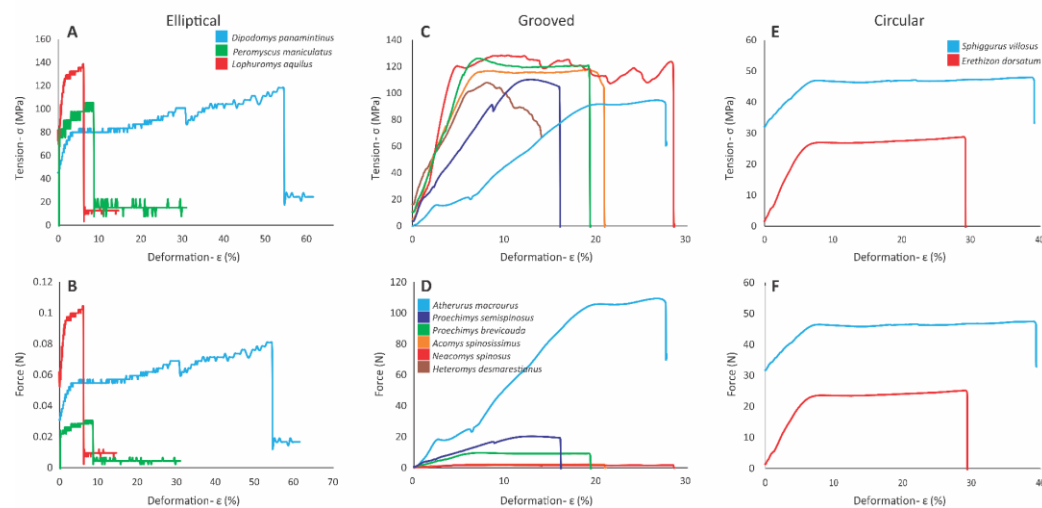 Elliptical
Grooved
Circular
A
Dipodomys panamintinus
Peromyscus maniculatus
Lophuromys aquilus
Tension- σ (MPa)
160
140
120
100
80
60
40
20
0
0 10 20 30 40 50 60
Deformation- ε (%)
C
Tension- σ (MPa)
140
120
100
80
60
40
20
0
0 10 20 30
Deformation- ε (%)
E
Sphiggurus villosus
Erethizon dorsatum
Tension- σ (MPa)
60
50
40
30
20
10
0
0 10 20 30 40
Deformation- ε (%)
B
Force (N)
0.12
0.1
0.08
0.06
0.04
0.02
0
0 10 20 30 40 50 60 70
Deformation- ε (%)
D
Atherurus macrourus
Proechimys semispinosus
Proechimys brevicauda
Acomys spinosissimus
Neacomys spinosus
Heteromys desmarestianus
Force (N)
120
100
80
60
40
20
0
0 10 20 30
Deformation- ε (%)
F
Force (N)
60
50
40
30
20
10
0
0 10 20 30 40
Deformation- ε (%)